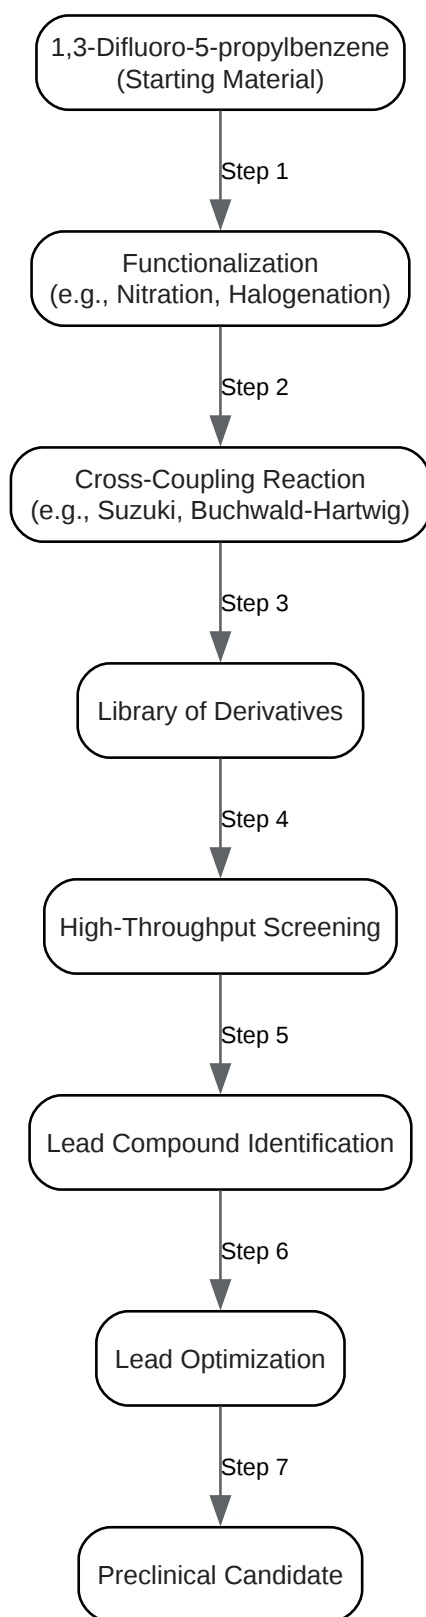 1,3-Difluoro-5-propylbenzene
(Starting Material)
Step 1
Functionalization
(e.g., Nitration, Halogenation)
Step 2
Cross-Coupling Reaction
(e.g., Suzuki, Buchwald-Hartwig)
Step 3
Library of Derivatives
Step 4
High-Throughput Screening
Step 5
Lead Compound Identification
Step 6
Lead Optimization
Step 7
Preclinical Candidate